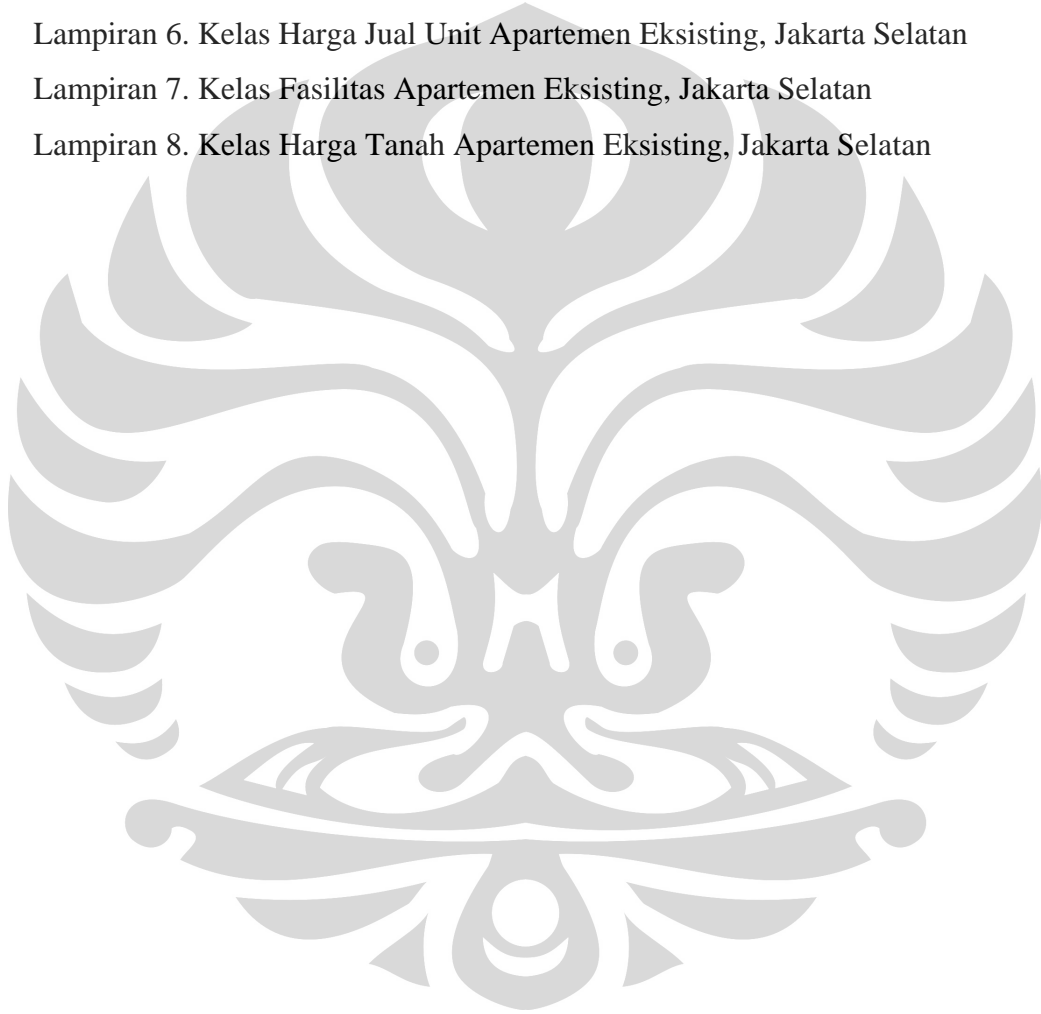 Lampiran 6. Kelas Harga Jual Unit Apartemen Eksisting, Jakarta Selatan
Lampiran 7. Kelas Fasilitas Apartemen Eksisting, Jakarta Selatan
Lampiran 8. Kelas Harga Tanah Apartemen Eksisting, Jakarta Selatan